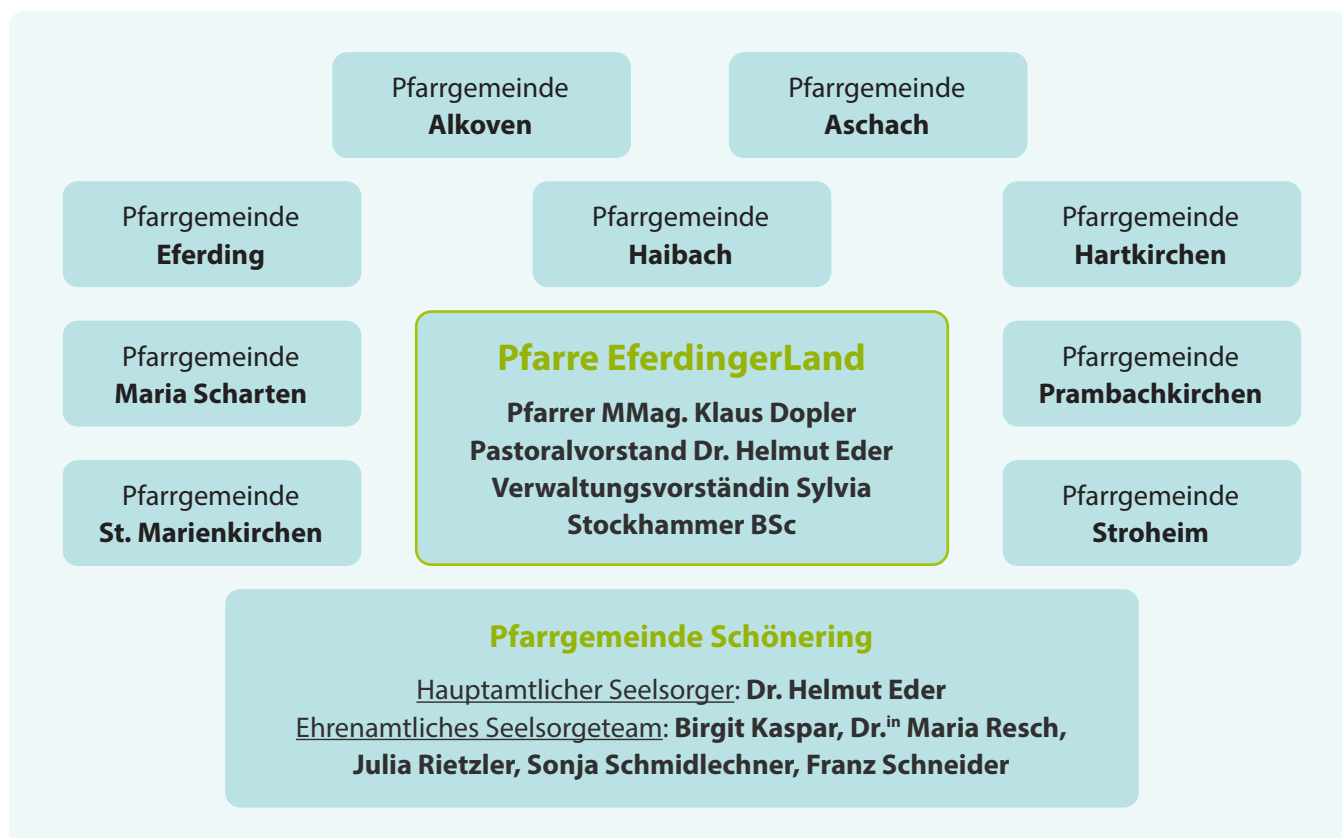 Pfarrgemeinde
Alkoven
Pfarrgemeinde
Aschach
Pfarrgemeinde
Eferding
Pfarrgemeinde
Haibach
Pfarrgemeinde
Hartkirchen
Pfarrgemeinde
Maria Scharten
Pfarre EferdingerLand
Pfarrer MMag. Klaus Dopler
Pastoralvorstand Dr. Helmut Eder
Verwaltungsvorständin Sylvia
Stockhammer BSc
Pfarrgemeinde
Prambachkirchen
Pfarrgemeinde
St. Marienkirchen
Pfarrgemeinde
Stroheim
Pfarrgemeinde Schönering
Hauptamtlicher Seelsorger: Dr. Helmut Eder
Ehrenamtliches Seelsorgeteam: Birgit Kaspar, Dr.in Maria Resch,
Julia Rietzler, Sonja Schmidlechner, Franz Schneider